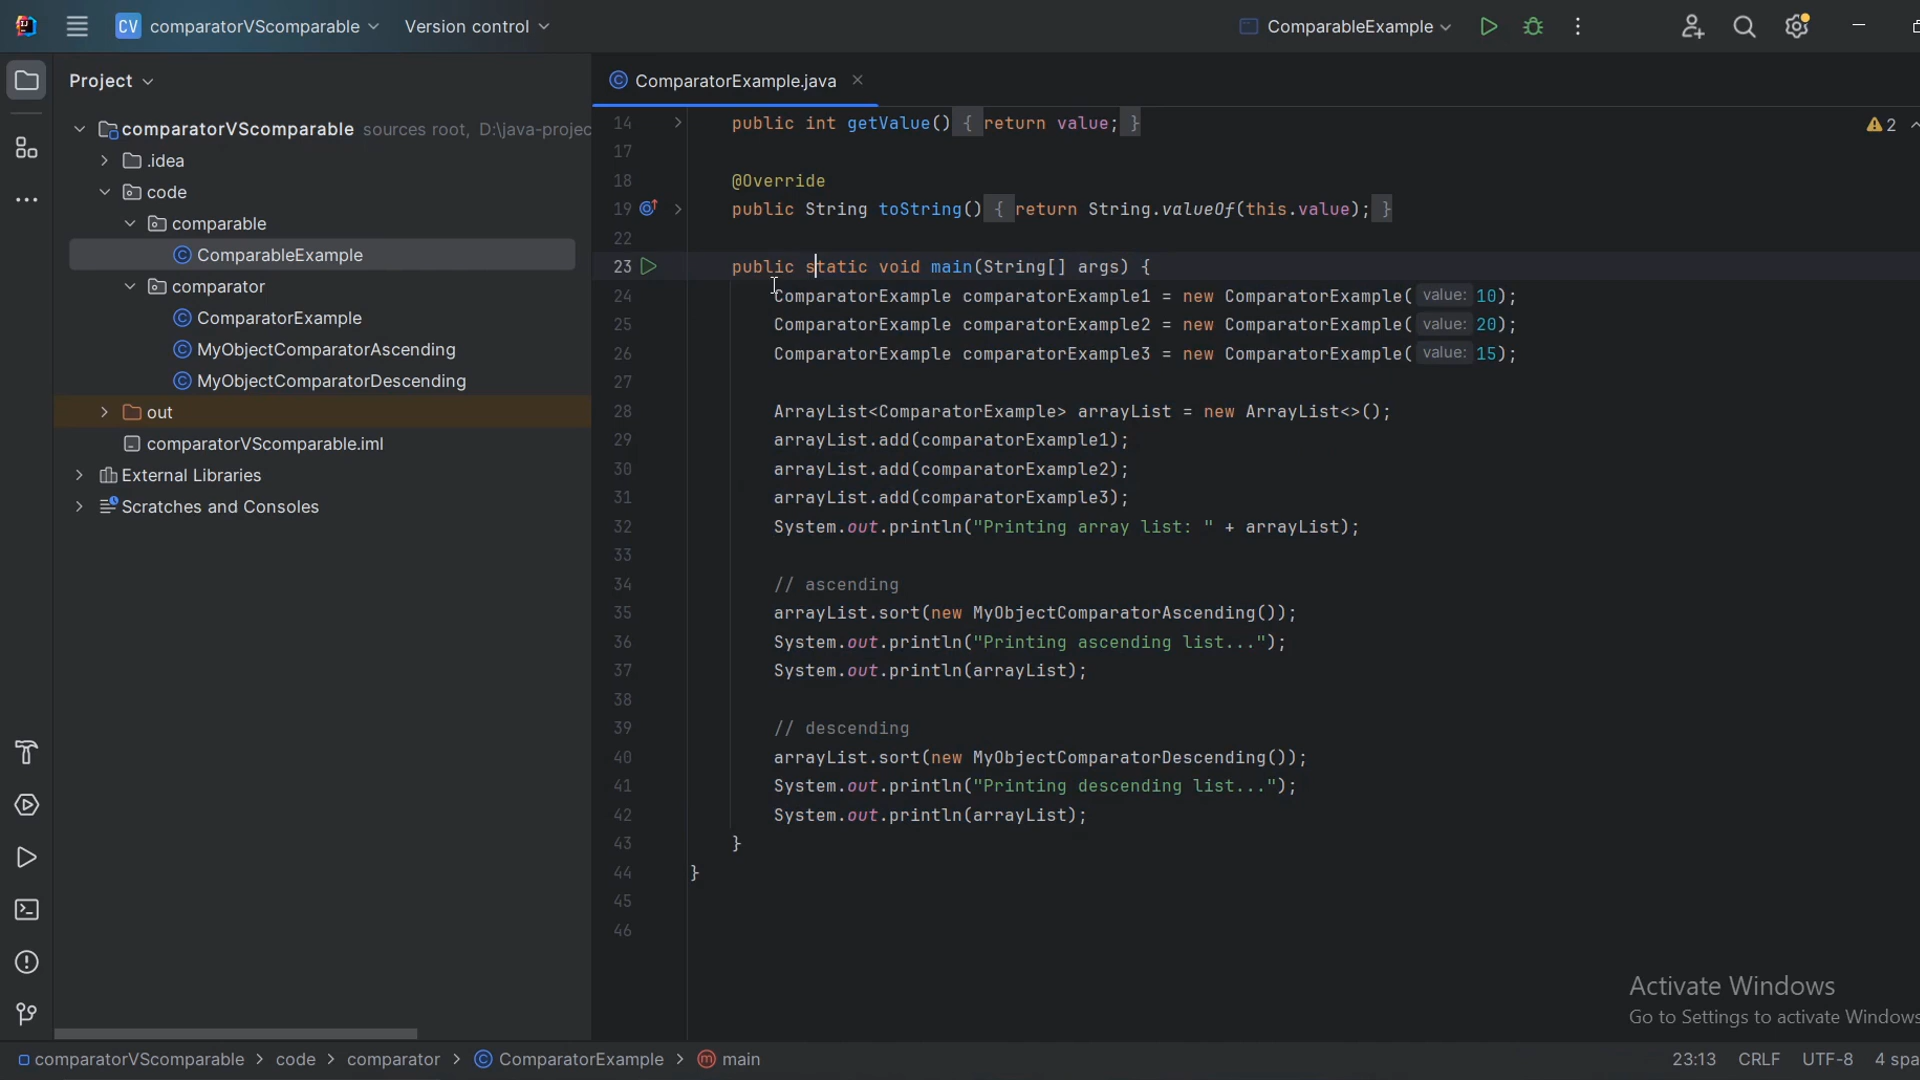 CV comparatorVScomparable Version control ComparableExample
Project
ComparatorExample.java
comparatorVScomparable sources root, D:\java-projec
.idea
code
comparable
ComparableExample
comparator
ComparatorExample
MyObjectComparatorAscending
MyObjectComparatorDescending
out
comparatorVScomparable.iml
External Libraries
Scratches and Consoles
14 public int getValue() { return value; }
2
17
18 @Override
19 public String toString() { return String.valueOf(this.value); }
22
23 public static void main(String[] args) {
24 ComparatorExample comparatorExample1 = new ComparatorExample( value: 10);
25 ComparatorExample comparatorExample2 = new ComparatorExample( value: 20);
26 ComparatorExample comparatorExample3 = new ComparatorExample( value: 15);
27
28 ArrayList<ComparatorExample> arrayList = new ArrayList<>();
29 arrayList.add(comparatorExample1);
30 arrayList.add(comparatorExample2);
31 arrayList.add(comparatorExample3);
32 System.out.println("Printing array list: " + arrayList);
33
34 // ascending
35 arrayList.sort(new MyObjectComparatorAscending());
36 System.out.println("Printing ascending list...");
37 System.out.println(arrayList);
38
39 // descending
40 arrayList.sort(new MyObjectComparatorDescending());
41 System.out.println("Printing descending list...");
42 System.out.println(arrayList);
43 }
44 }
45
46
Activate Windows
Go to Settings to activate Windows
comparatorVScomparable > code > comparator > ComparatorExample > main 23:13 CRLF UTF-8 4 spa